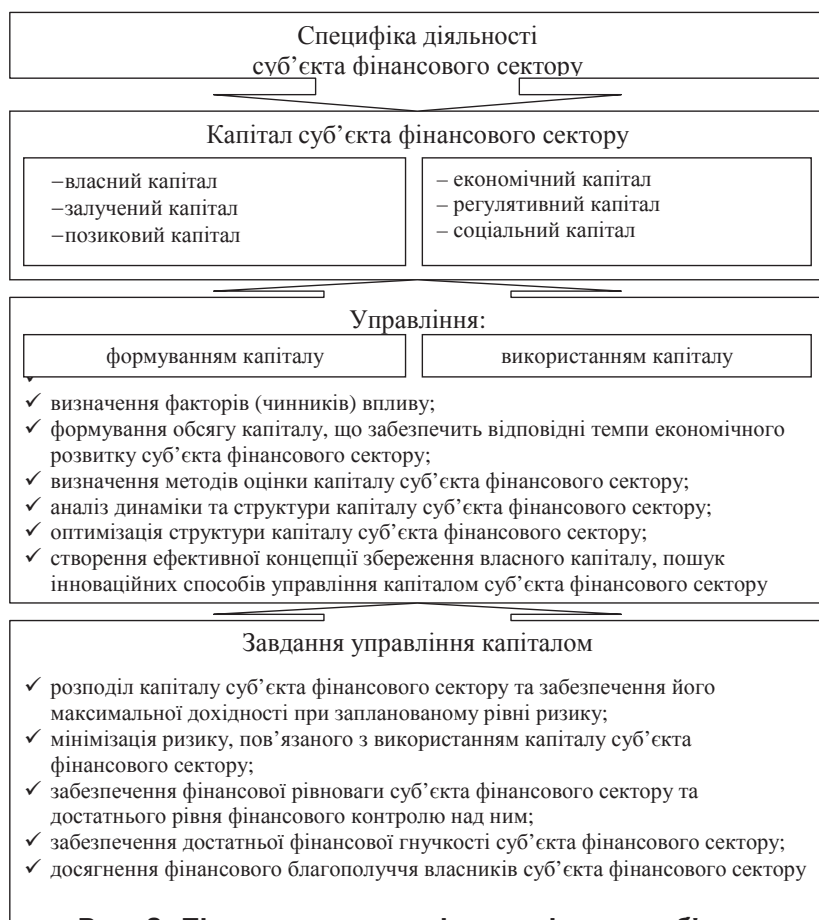 Специфіка діяльності
суб’єкта фінансового сектору
Капітал суб’єкта фінансового сектору
–власний капітал
–залучений капітал
–позиковий капітал
– економічний капітал
– регулятивний капітал
– соціальний капітал
Управління:
формуванням капіталу
використанням капіталу
✓
✓ визначення факторів (чинників) впливу;
✓ формування обсягу капіталу, що забезпечить відповідні темпи економічного
розвитку суб’єкта фінансового сектору;
✓ визначення методів оцінки капіталу суб’єкта фінансового сектору;
✓ аналіз динаміки та структури капіталу суб’єкта фінансового сектору;
✓ оптимізація структури капіталу суб’єкта фінансового сектору;
✓ створення ефективної концепції збереження власного капіталу, пошук
інноваційних способів управління капіталом суб’єкта фінансового сектору
Завдання управління капіталом
✓ розподіл капіталу суб’єкта фінансового сектору та забезпечення його
максимальної дохідності при запланованому рівні ризику;
✓ мінімізація ризику, пов’язаного з використанням капіталу суб’єкта
фінансового сектору;
✓ забезпечення фінансової рівноваги суб’єкта фінансового сектору та
достатнього рівня фінансового контролю над ним;
✓ забезпечення достатньої фінансової гнучкості суб’єкта фінансового сектору;
✓ досягнення фінансового благополуччя власників суб’єкта фінансового сектору